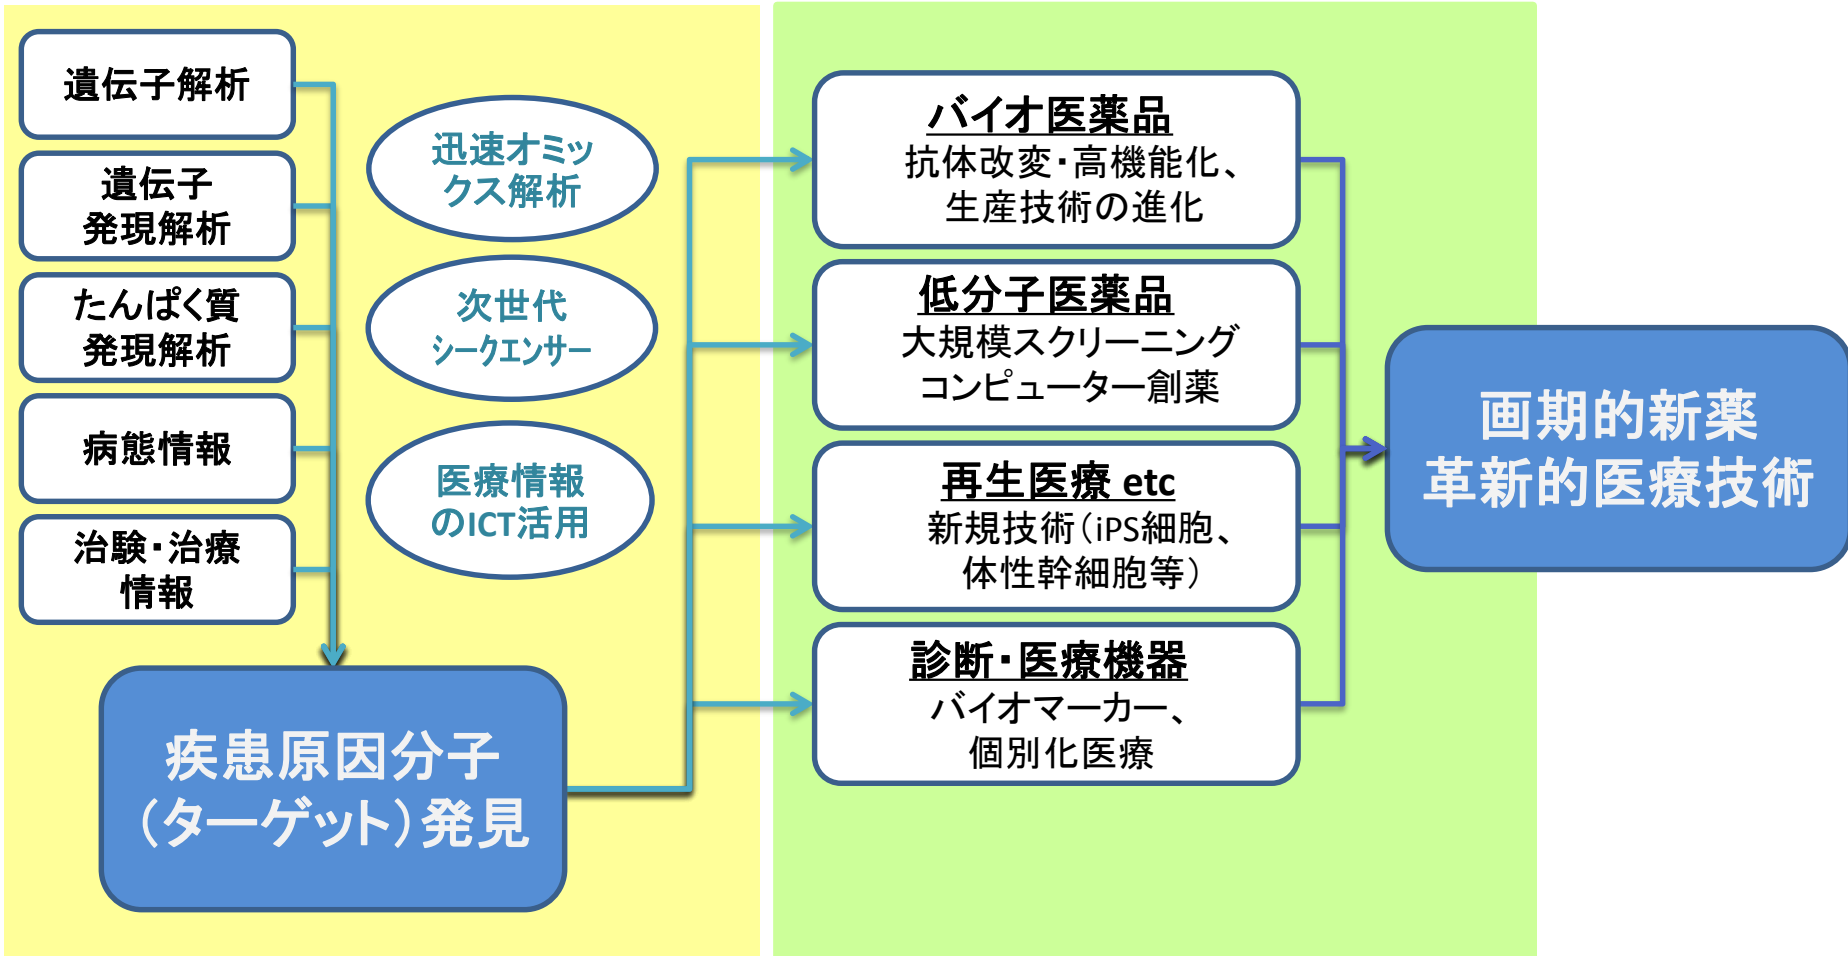 遺伝子解析
遺伝子
発現解析
たんぱく質
発現解析
病態情報
治験・治療
情報
迅速オミッ
クス解析
次世代
シークエンサー
医療情報
のICT活用
疾患原因分子
（ターゲット）発見
バイオ医薬品
抗体改変・高機能化、
生産技術の進化
低分子医薬品
大規模スクリーニング
コンピューター創薬
再生医療 etc
新規技術（iPS細胞、
体性幹細胞等）
診断・医療機器
バイオマーカー、
個別化医療
画期的新薬
革新的医療技術